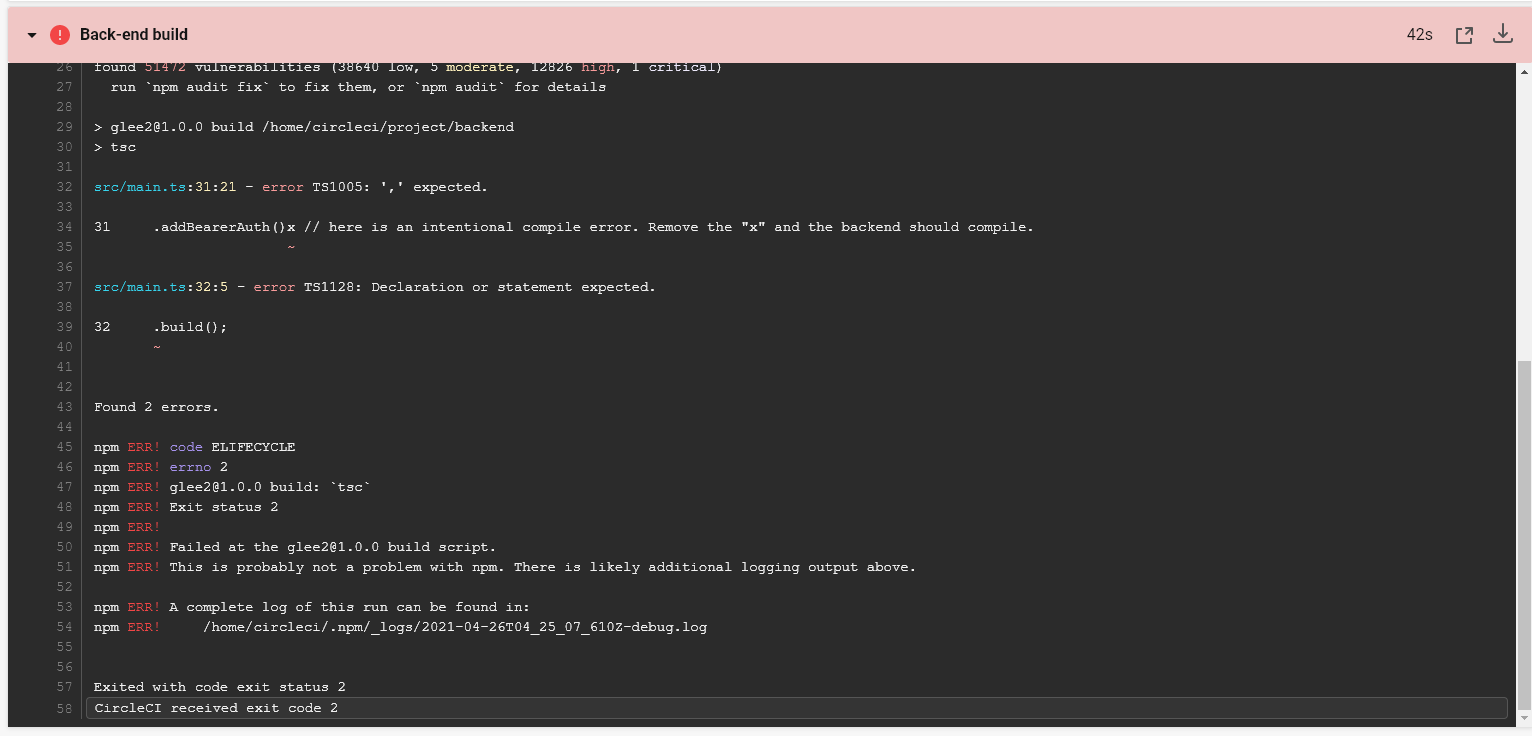 Back-end build
42s
26 found 51472 vulnerabilities (38640 low, 5 moderate, 12826 high, 1 critical)
27 run `npm audit fix` to fix them, or `npm audit` for details
28
29 > glee2@1.0.0 build /home/circleci/project/backend
30 > tsc
31
32 src/main.ts:31:21 - error TS1005: ',' expected.
33
34 31 .addBearerAuth()x // here is an intentional compile error. Remove the "x" and the backend should compile.
35 ~
36
37 src/main.ts:32:5 - error TS1128: Declaration or statement expected.
38
39 32 .build();
40 ~
41
42
43 Found 2 errors.
44
45 npm ERR! code ELIFECYCLE
46 npm ERR! errno 2
47 npm ERR! glee2@1.0.0 build: `tsc`
48 npm ERR! Exit status 2
49 npm ERR!
50 npm ERR! Failed at the glee2@1.0.0 build script.
51 npm ERR! This is probably not a problem with npm. There is likely additional logging output above.
52
53 npm ERR! A complete log of this run can be found in:
54 npm ERR! /home/circleci/.npm/_logs/2021-04-26T04_25_07_610Z-debug.log
55
56
57 Exited with code exit status 2
58 CircleCI received exit code 2